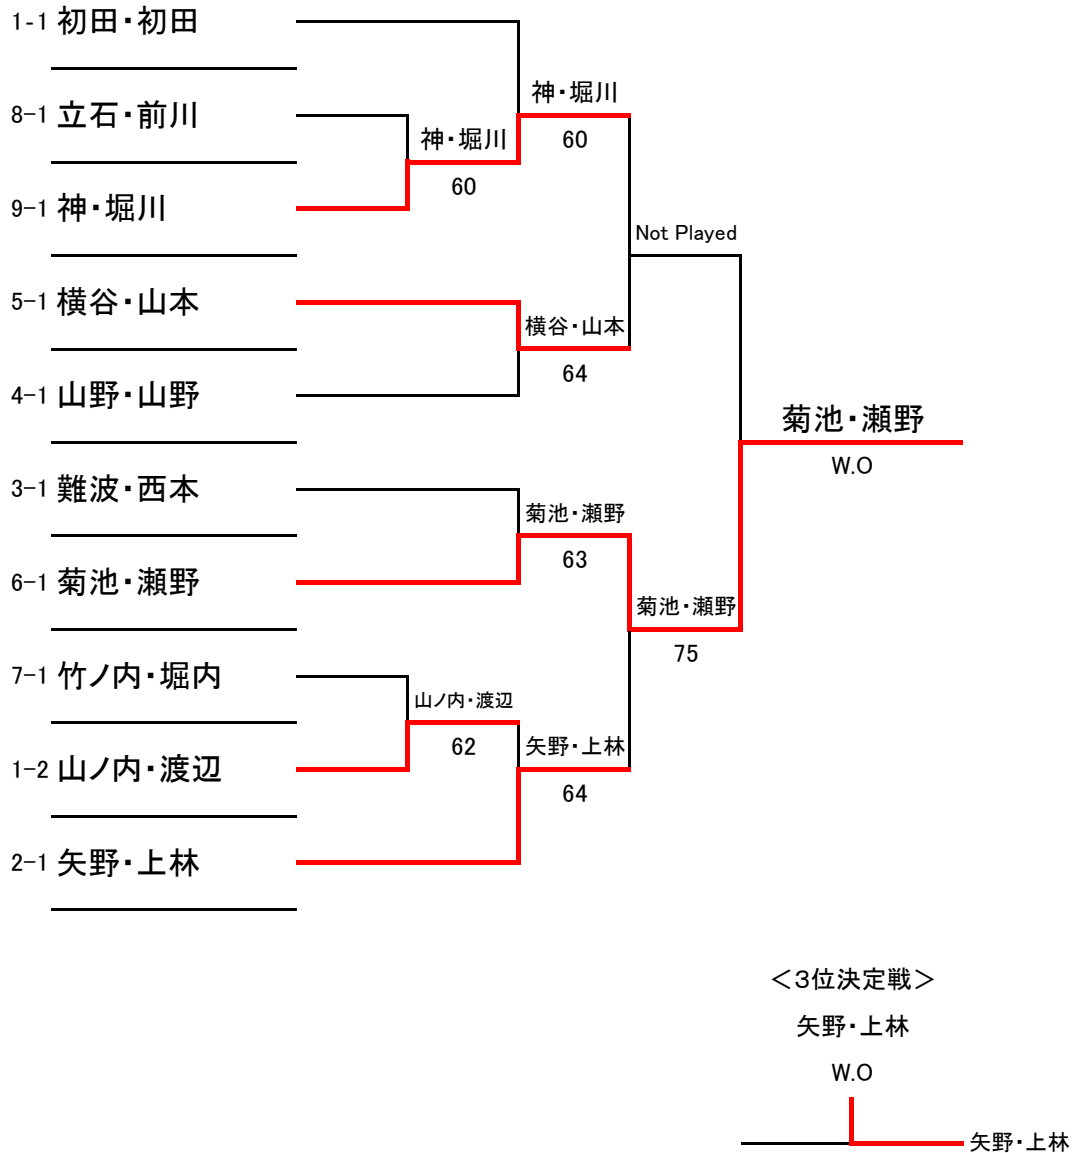 1-1 初田・初田
神・堀川
8-1 立石・前川
神・堀川
60
60
9-1 神・堀川
Not Played
5-1 横谷・山本
横谷・山本
64
4-1 山野・山野
菊池・瀬野
W.O
3-1 難波・西本
菊池・瀬野
63
6-1 菊池・瀬野
菊池・瀬野
75
7-1 竹ノ内・堀内
山ノ内・渡辺
62
矢野・上林
1-2 山ノ内・渡辺
64
2-1 矢野・上林
＜3位決定戦＞
矢野・上林
W.O
矢野・上林